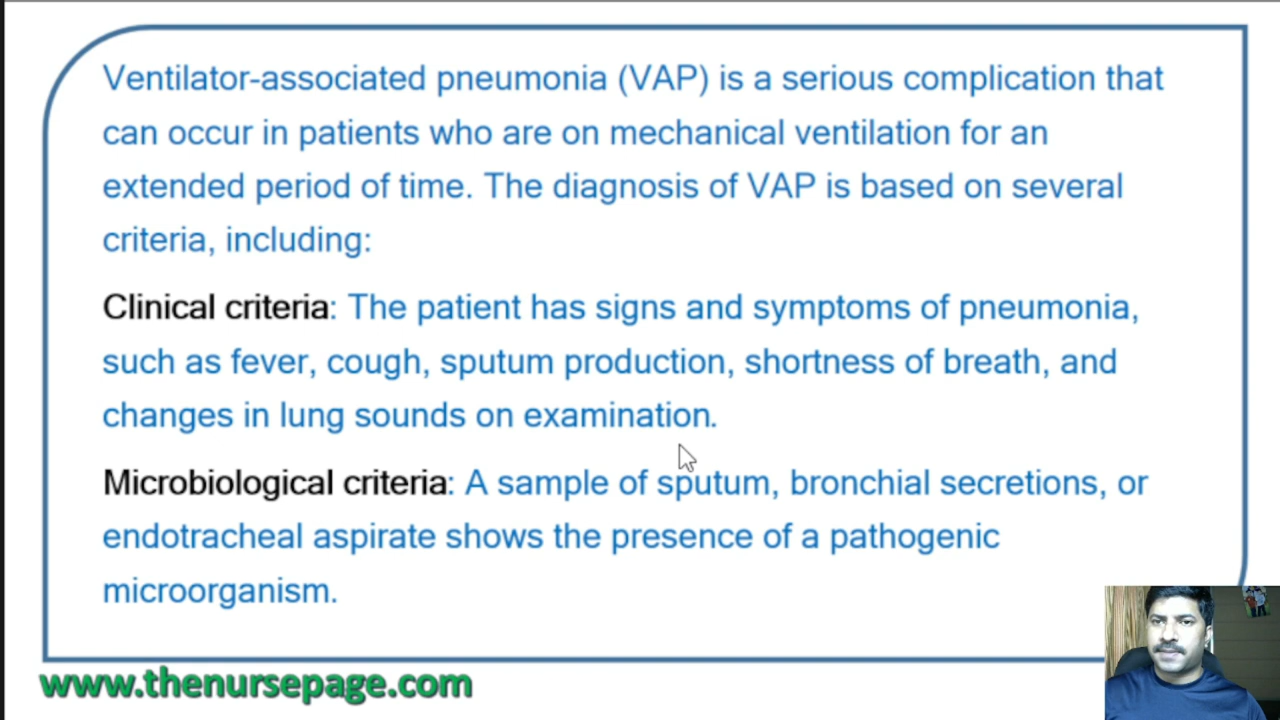 Ventilator-associated pneumonia (VAP) is a serious complication that
can occur in patients who are on mechanical ventilation for an
extended period of time. The diagnosis of VAP is based on several
criteria, including:
Clinical criteria: The patient has signs and symptoms of pneumonia,
such as fever, cough, sputum production, shortness of breath, and
changes in lung sounds on examination.
Microbiological criteria: A sample of sputum, bronchial secretions, or
endotracheal aspirate shows the presence of a pathogenic
microorganism.
www.thenursepage.com